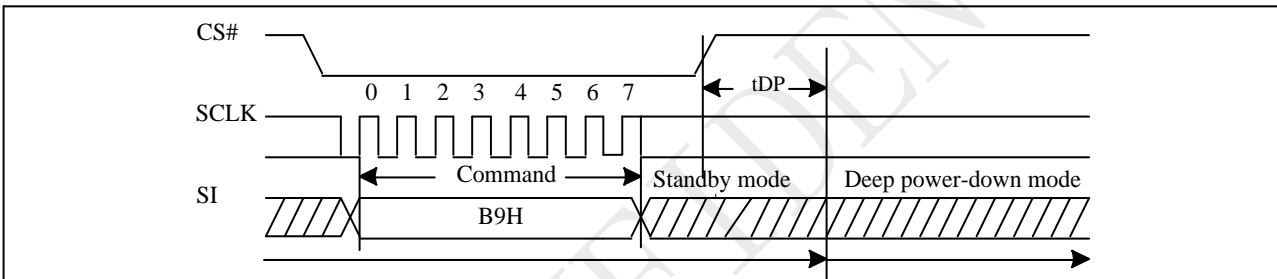 CS#
tDP
0 1 2 3 4 5 6 7
SCLK
Command
Standby mode
Deep power-down mode
SI
B9H